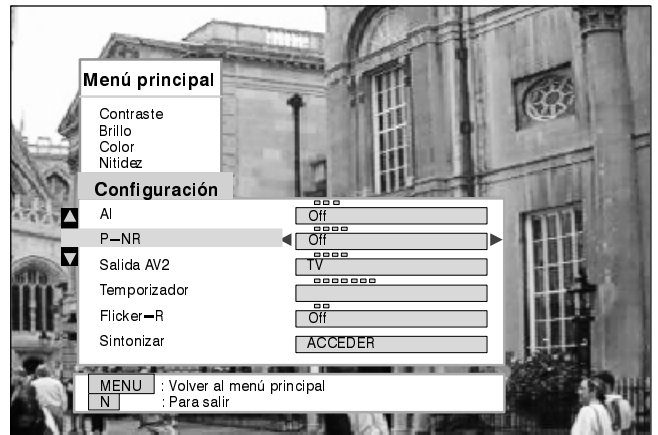 Menú principal
Contraste
Brillo
Color
Nitidez
Configuración
AI Off
P-NR Off
Salida AV2 TV
Temporizador
Flicker-R Off
Sintonizar ACCEDER
MENU : Volver al menú principal
N : Para salir